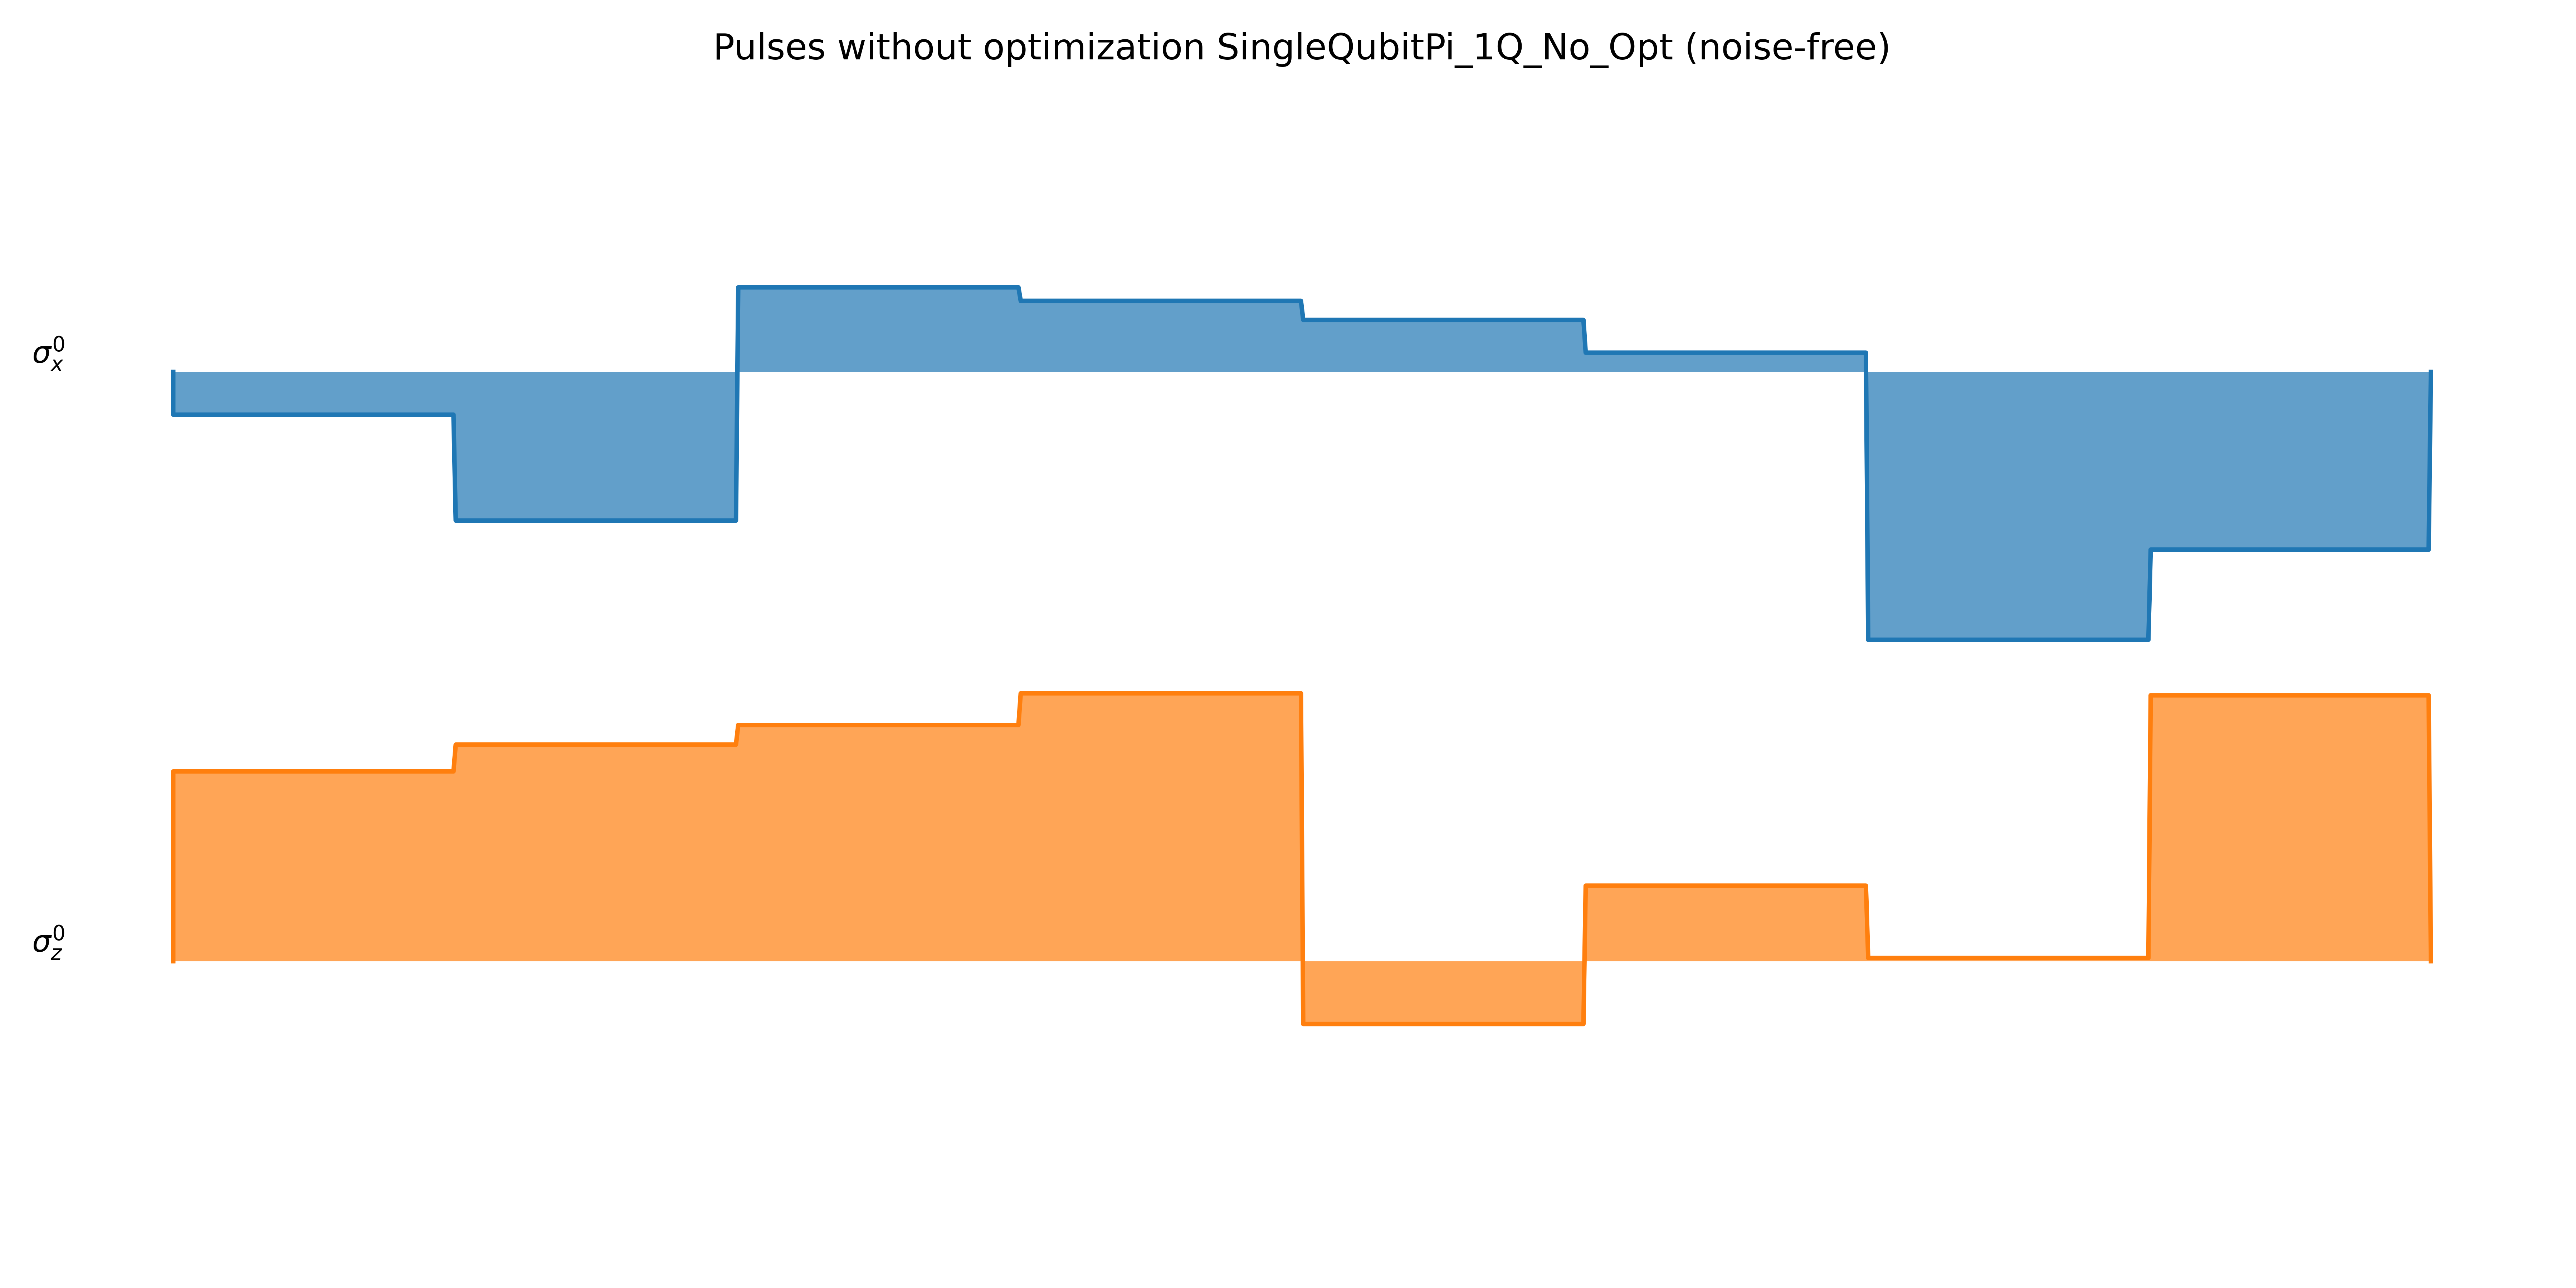 Pulses without optimization SingleQubitPi_1Q_No_Opt (noise-free)
σ_x^0
σ_z^0